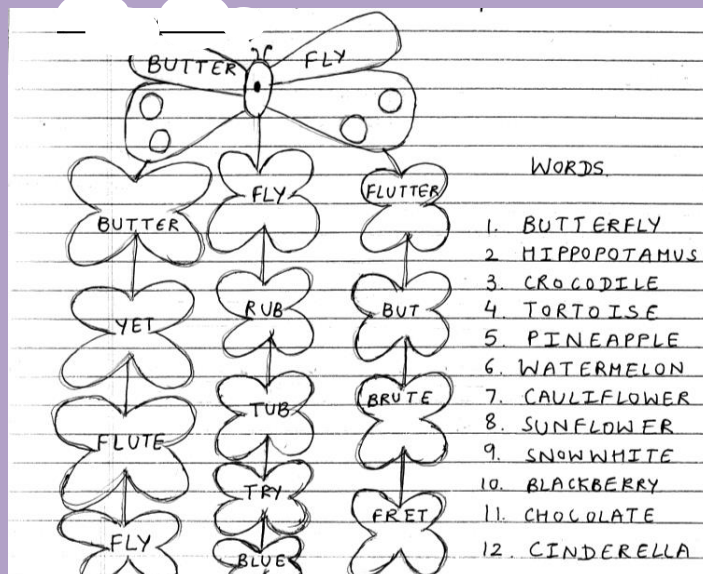 BUTTER FLY
BUTTER FLY FLUTTER
YET RUB BUT
FLUTE TUB BRUTE
FLY TRY FRET
BLUE
WORDS.
1. BUTTERFLY
2 HIPPOPOTAMUS
3. CROCODILE
4. TORTOISE
5. PINEAPPLE
6. WATERMELON
7. CAULIFLOWER
8. SUNFLOWER
9. SNOWWHITE
10. BLACKBERRY
11. CHOCOLATE
12. CINDERELLA